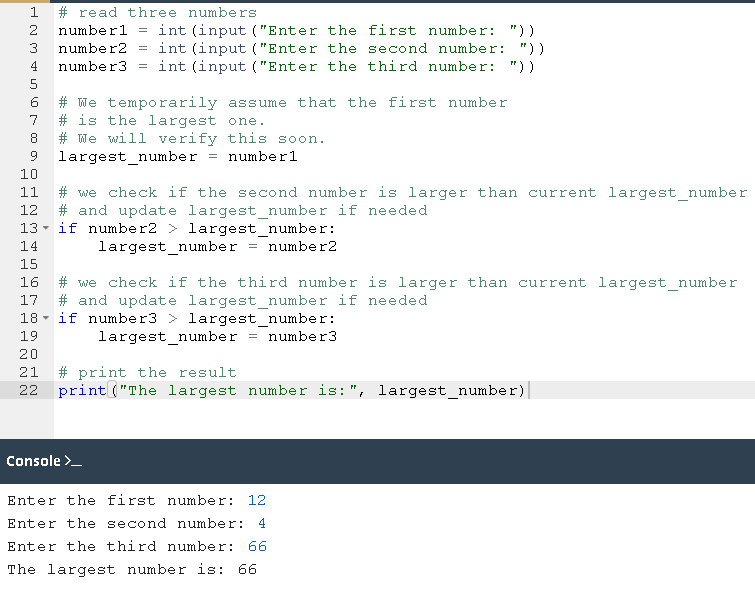 1 # read three numbers
2 number1 = int(input("Enter the first number: "))
3 number2 = int(input("Enter the second number: "))
4 number3 = int(input("Enter the third number: "))
5
6 # We temporarily assume that the first number
7 # is the largest one.
8 # We will verify this soon.
9 largest_number = number1
10
11 # we check if the second number is larger than current largest_number
12 # and update largest_number if needed
13 if number2 > largest_number:
14     largest_number = number2
15
16 # we check if the third number is larger than current largest_number
17 # and update largest_number if needed
18 if number3 > largest_number:
19     largest_number = number3
20
21 # print the result
22 print("The largest number is:", largest_number)
Console >_
Enter the first number: 12
Enter the second number: 4
Enter the third number: 66
The largest number is: 66